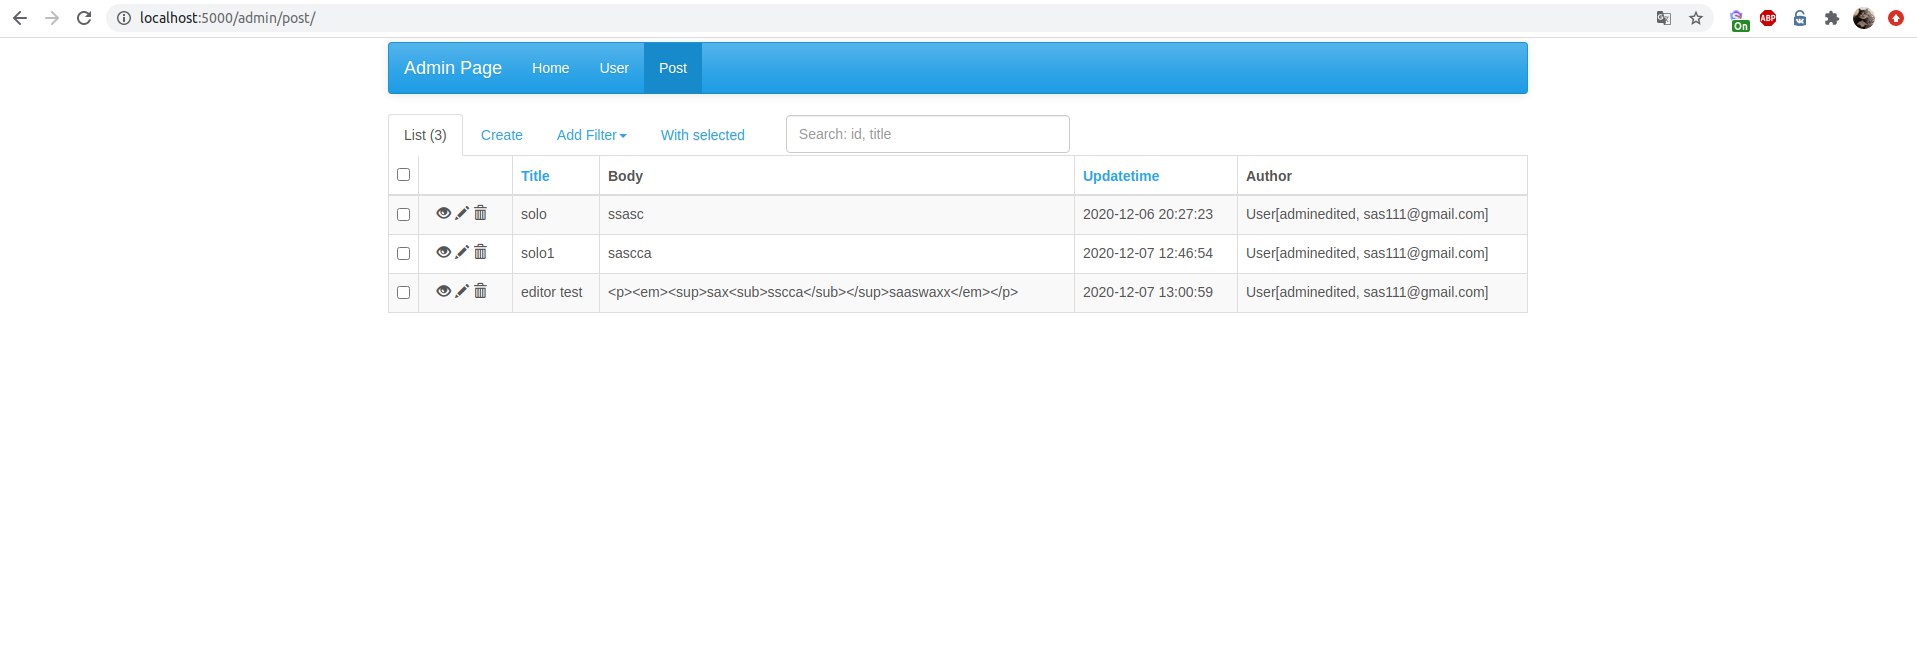 localhost:5000/admin/post/
On
ABP
Admin Page Home User Post
List (3) Create Add Filter With selected Search: id, title
Title Body Updatetime Author
solo ssasc 2020-12-06 20:27:23 User[adminedited, sas111@gmail.com]
solo1 sascca 2020-12-07 12:46:54 User[adminedited, sas111@gmail.com]
editor test <p><em><sup>sax<sub>sscca</sub></sup>saaswaxx</em></p> 2020-12-07 13:00:59 User[adminedited, sas111@gmail.com]